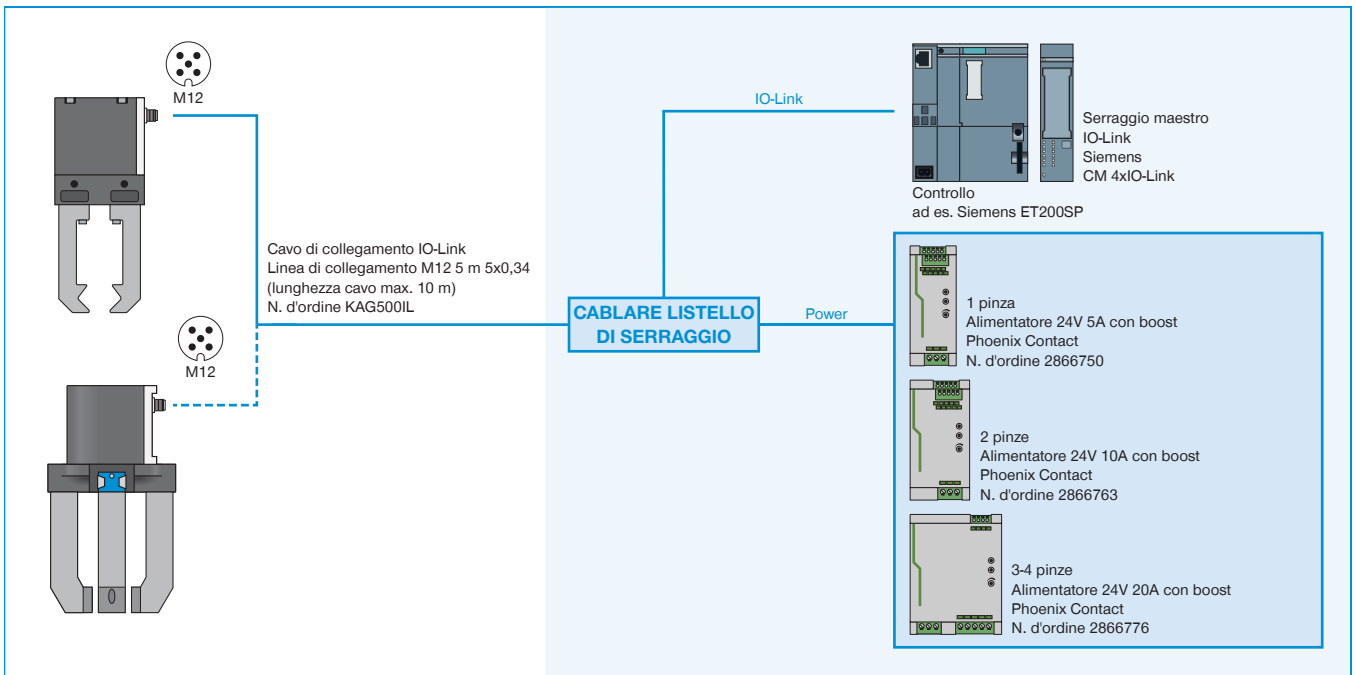 M12
M12
Cavo di collegamento IO-Link
Linea di collegamento M12 5 m 5x0,34
(lunghezza cavo max. 10 m)
N. d'ordine KAG500IL
CABLARE LISTELLO
DI SERRAGGIO
IO-Link
Power
Serraggio maestro
IO-Link
Siemens
CM 4xIO-Link
Controllo
ad es. Siemens ET200SP
1 pinza
Alimentatore 24V 5A con boost
Phoenix Contact
N. d'ordine 2866750
2 pinze
Alimentatore 24V 10A con boost
Phoenix Contact
N. d'ordine 2866763
3-4 pinze
Alimentatore 24V 20A con boost
Phoenix Contact
N. d'ordine 2866776